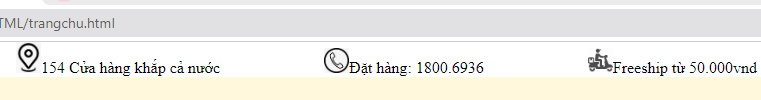 TML/trangchu.html
154 Cửa hàng khắp cả nước Đặt hàng: 1800.6936 Freeship từ 50.000vnd